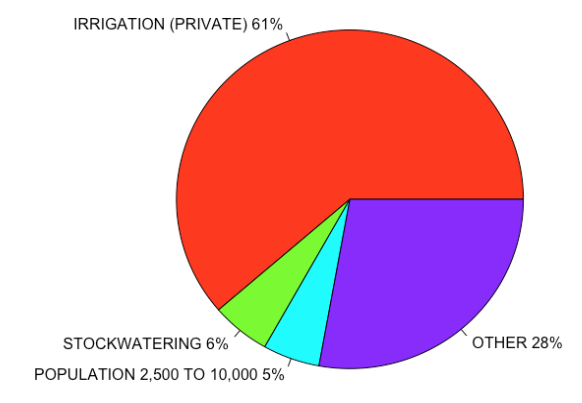 IRRIGATION (PRIVATE) 61%
STOCKWATERING 6%
OTHER 28%
POPULATION 2,500 TO 10,000 5%